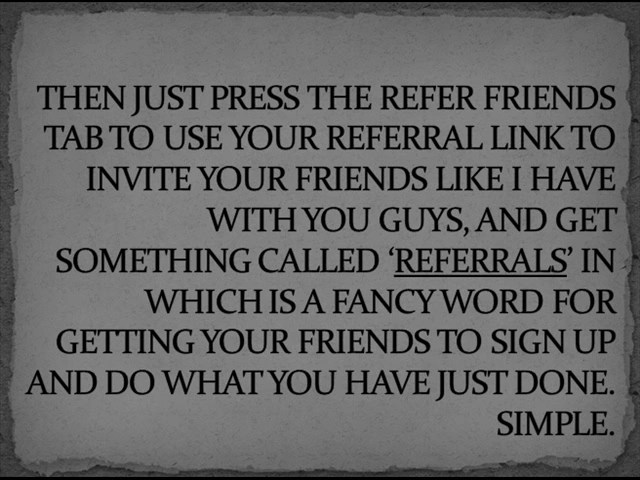 THEN JUST PRESS THE REFER FRIENDS
TAB TO USE YOUR REFERRAL LINK TO
INVITE YOUR FRIENDS LIKE I HAVE
WITH YOU GUYS, AND GET
SOMETHING CALLED ‘REFERRALS’ IN
WHICH IS A FANCY WORD FOR
GETTING YOUR FRIENDS TO SIGN UP
AND DO WHAT YOU HAVE JUST DONE.
SIMPLE.